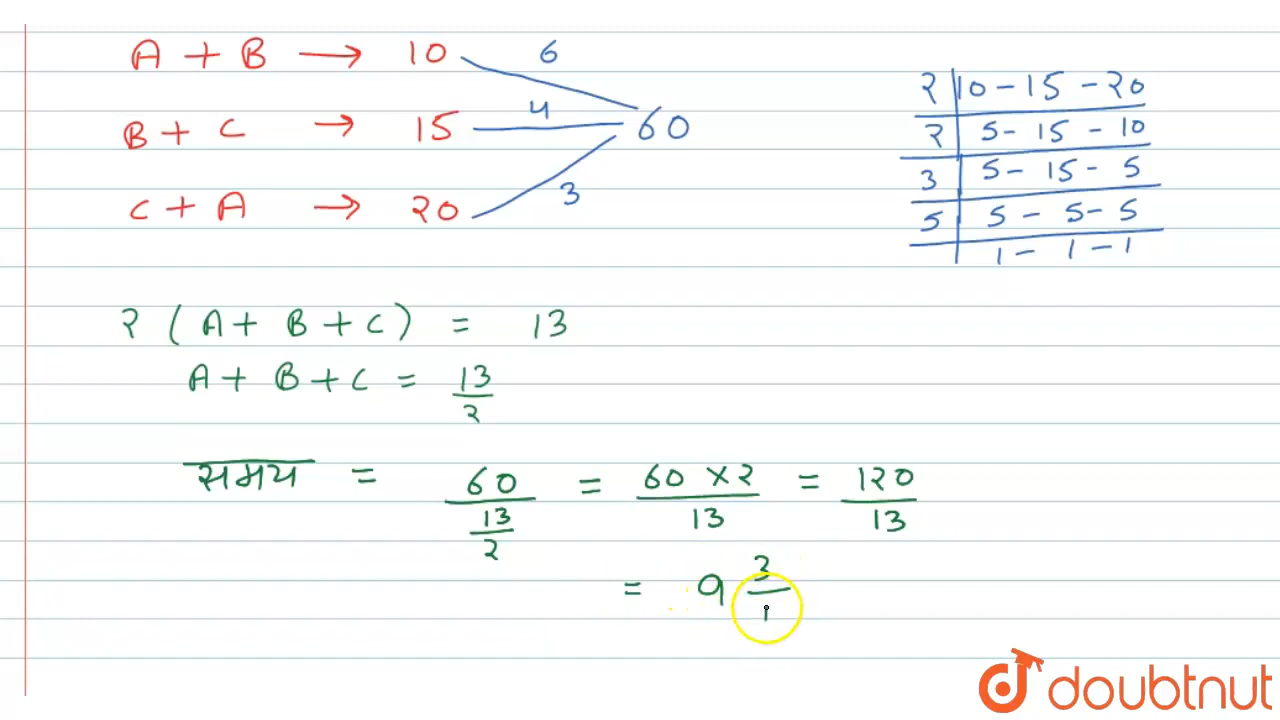 A + B → 10 6
B + C → 15 4 60
C + A → 20 3
2 10 - 15 - 20
2 5 - 15 - 10
3 5 - 15 - 5
5 5 - 5 - 5
1 - 1 - 1
2 (A + B + C) = 13
A + B + C = 13/2
समय = 60/(13/2) = 60 × 2/13 = 120/13
= 9 3/1
doubtnut